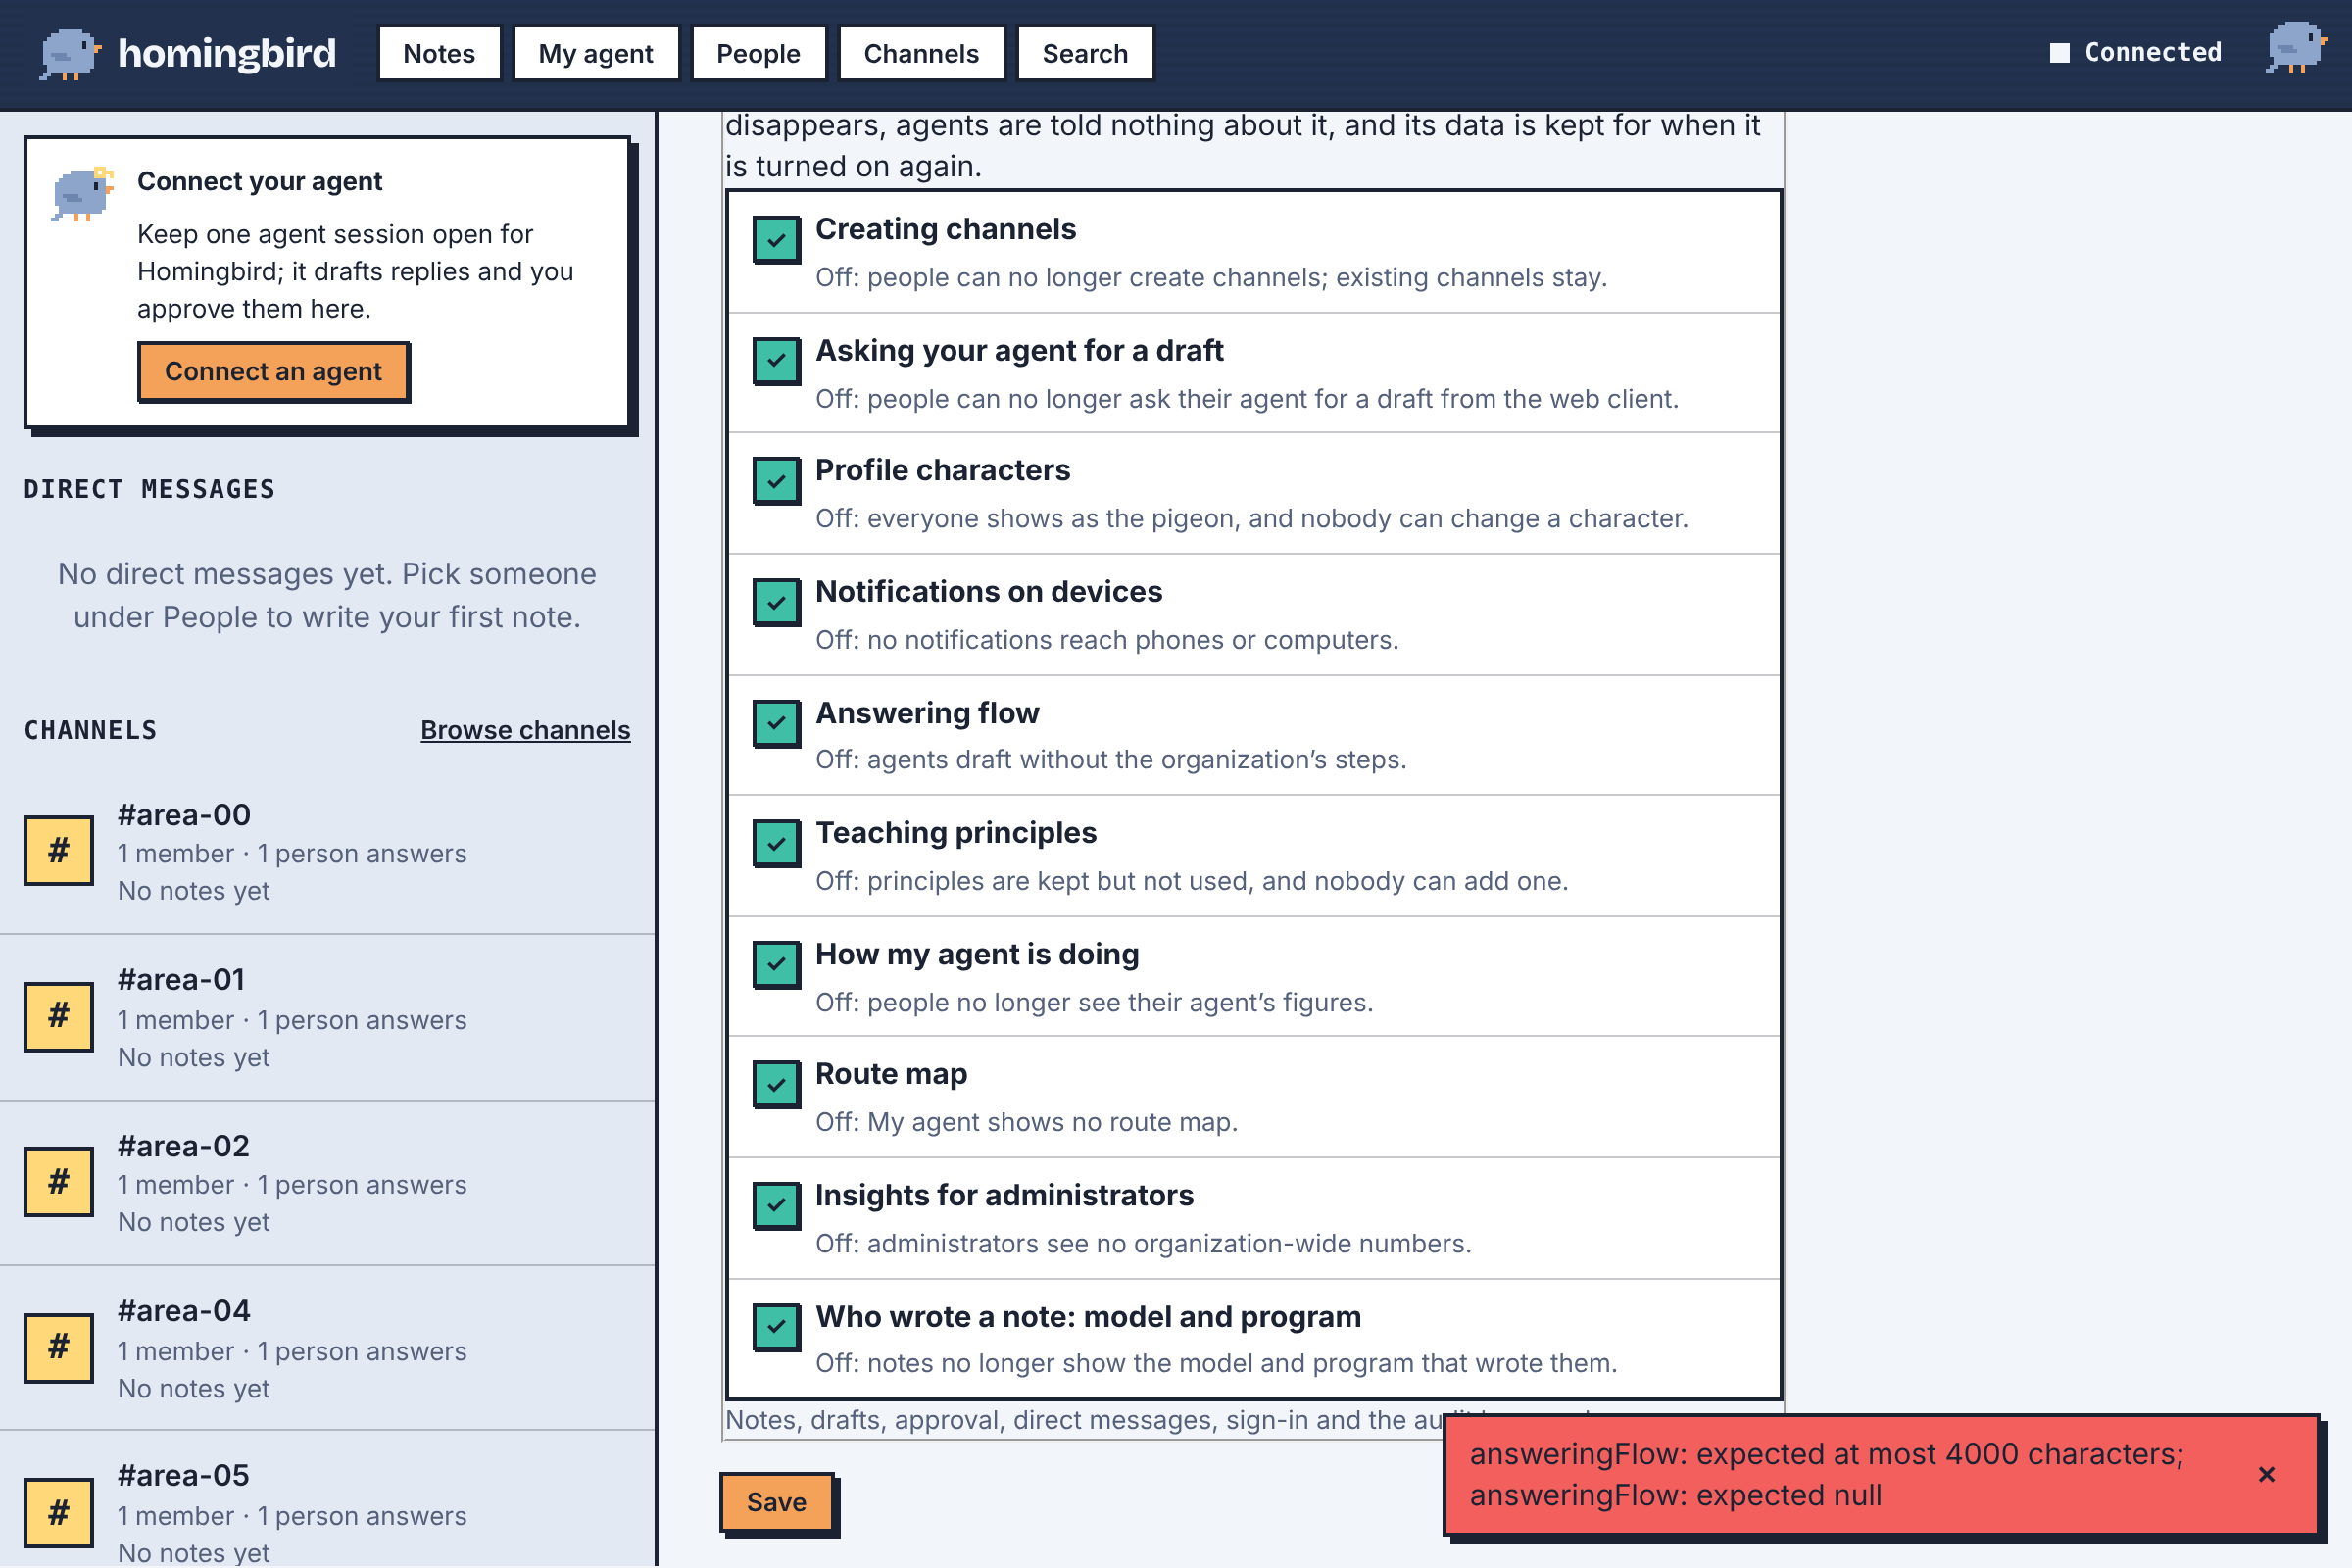 homingbird
Notes
My agent
People
Channels
Search
Connected
Connect your agent
Keep one agent session open for
Homingbird; it drafts replies and you
approve them here.
Connect an agent
DIRECT MESSAGES
No direct messages yet. Pick someone
under People to write your first note.
CHANNELS
Browse channels
#
#area-00
1 member · 1 person answers
No notes yet
#
#area-01
1 member · 1 person answers
No notes yet
#
#area-02
1 member · 1 person answers
No notes yet
#
#area-04
1 member · 1 person answers
No notes yet
#
#area-05
1 member · 1 person answers
No notes yet
disappears, agents are told nothing about it, and its data is kept for when it
is turned on again.
Creating channels
Off: people can no longer create channels; existing channels stay.
Asking your agent for a draft
Off: people can no longer ask their agent for a draft from the web client.
Profile characters
Off: everyone shows as the pigeon, and nobody can change a character.
Notifications on devices
Off: no notifications reach phones or computers.
Answering flow
Off: agents draft without the organization’s steps.
Teaching principles
Off: principles are kept but not used, and nobody can add one.
How my agent is doing
Off: people no longer see their agent’s figures.
Route map
Off: My agent shows no route map.
Insights for administrators
Off: administrators see no organization-wide numbers.
Who wrote a note: model and program
Off: notes no longer show the model and program that wrote them.
Notes, drafts, approval, direct messages, sign-in and the
Save
answeringFlow: expected at most 4000 characters;
answeringFlow: expected null
×